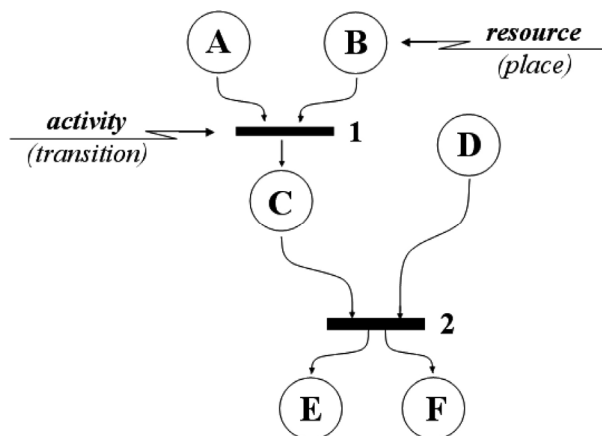 A
B
resource
(place)
activity
(transition)
1
D
C
2
E
F